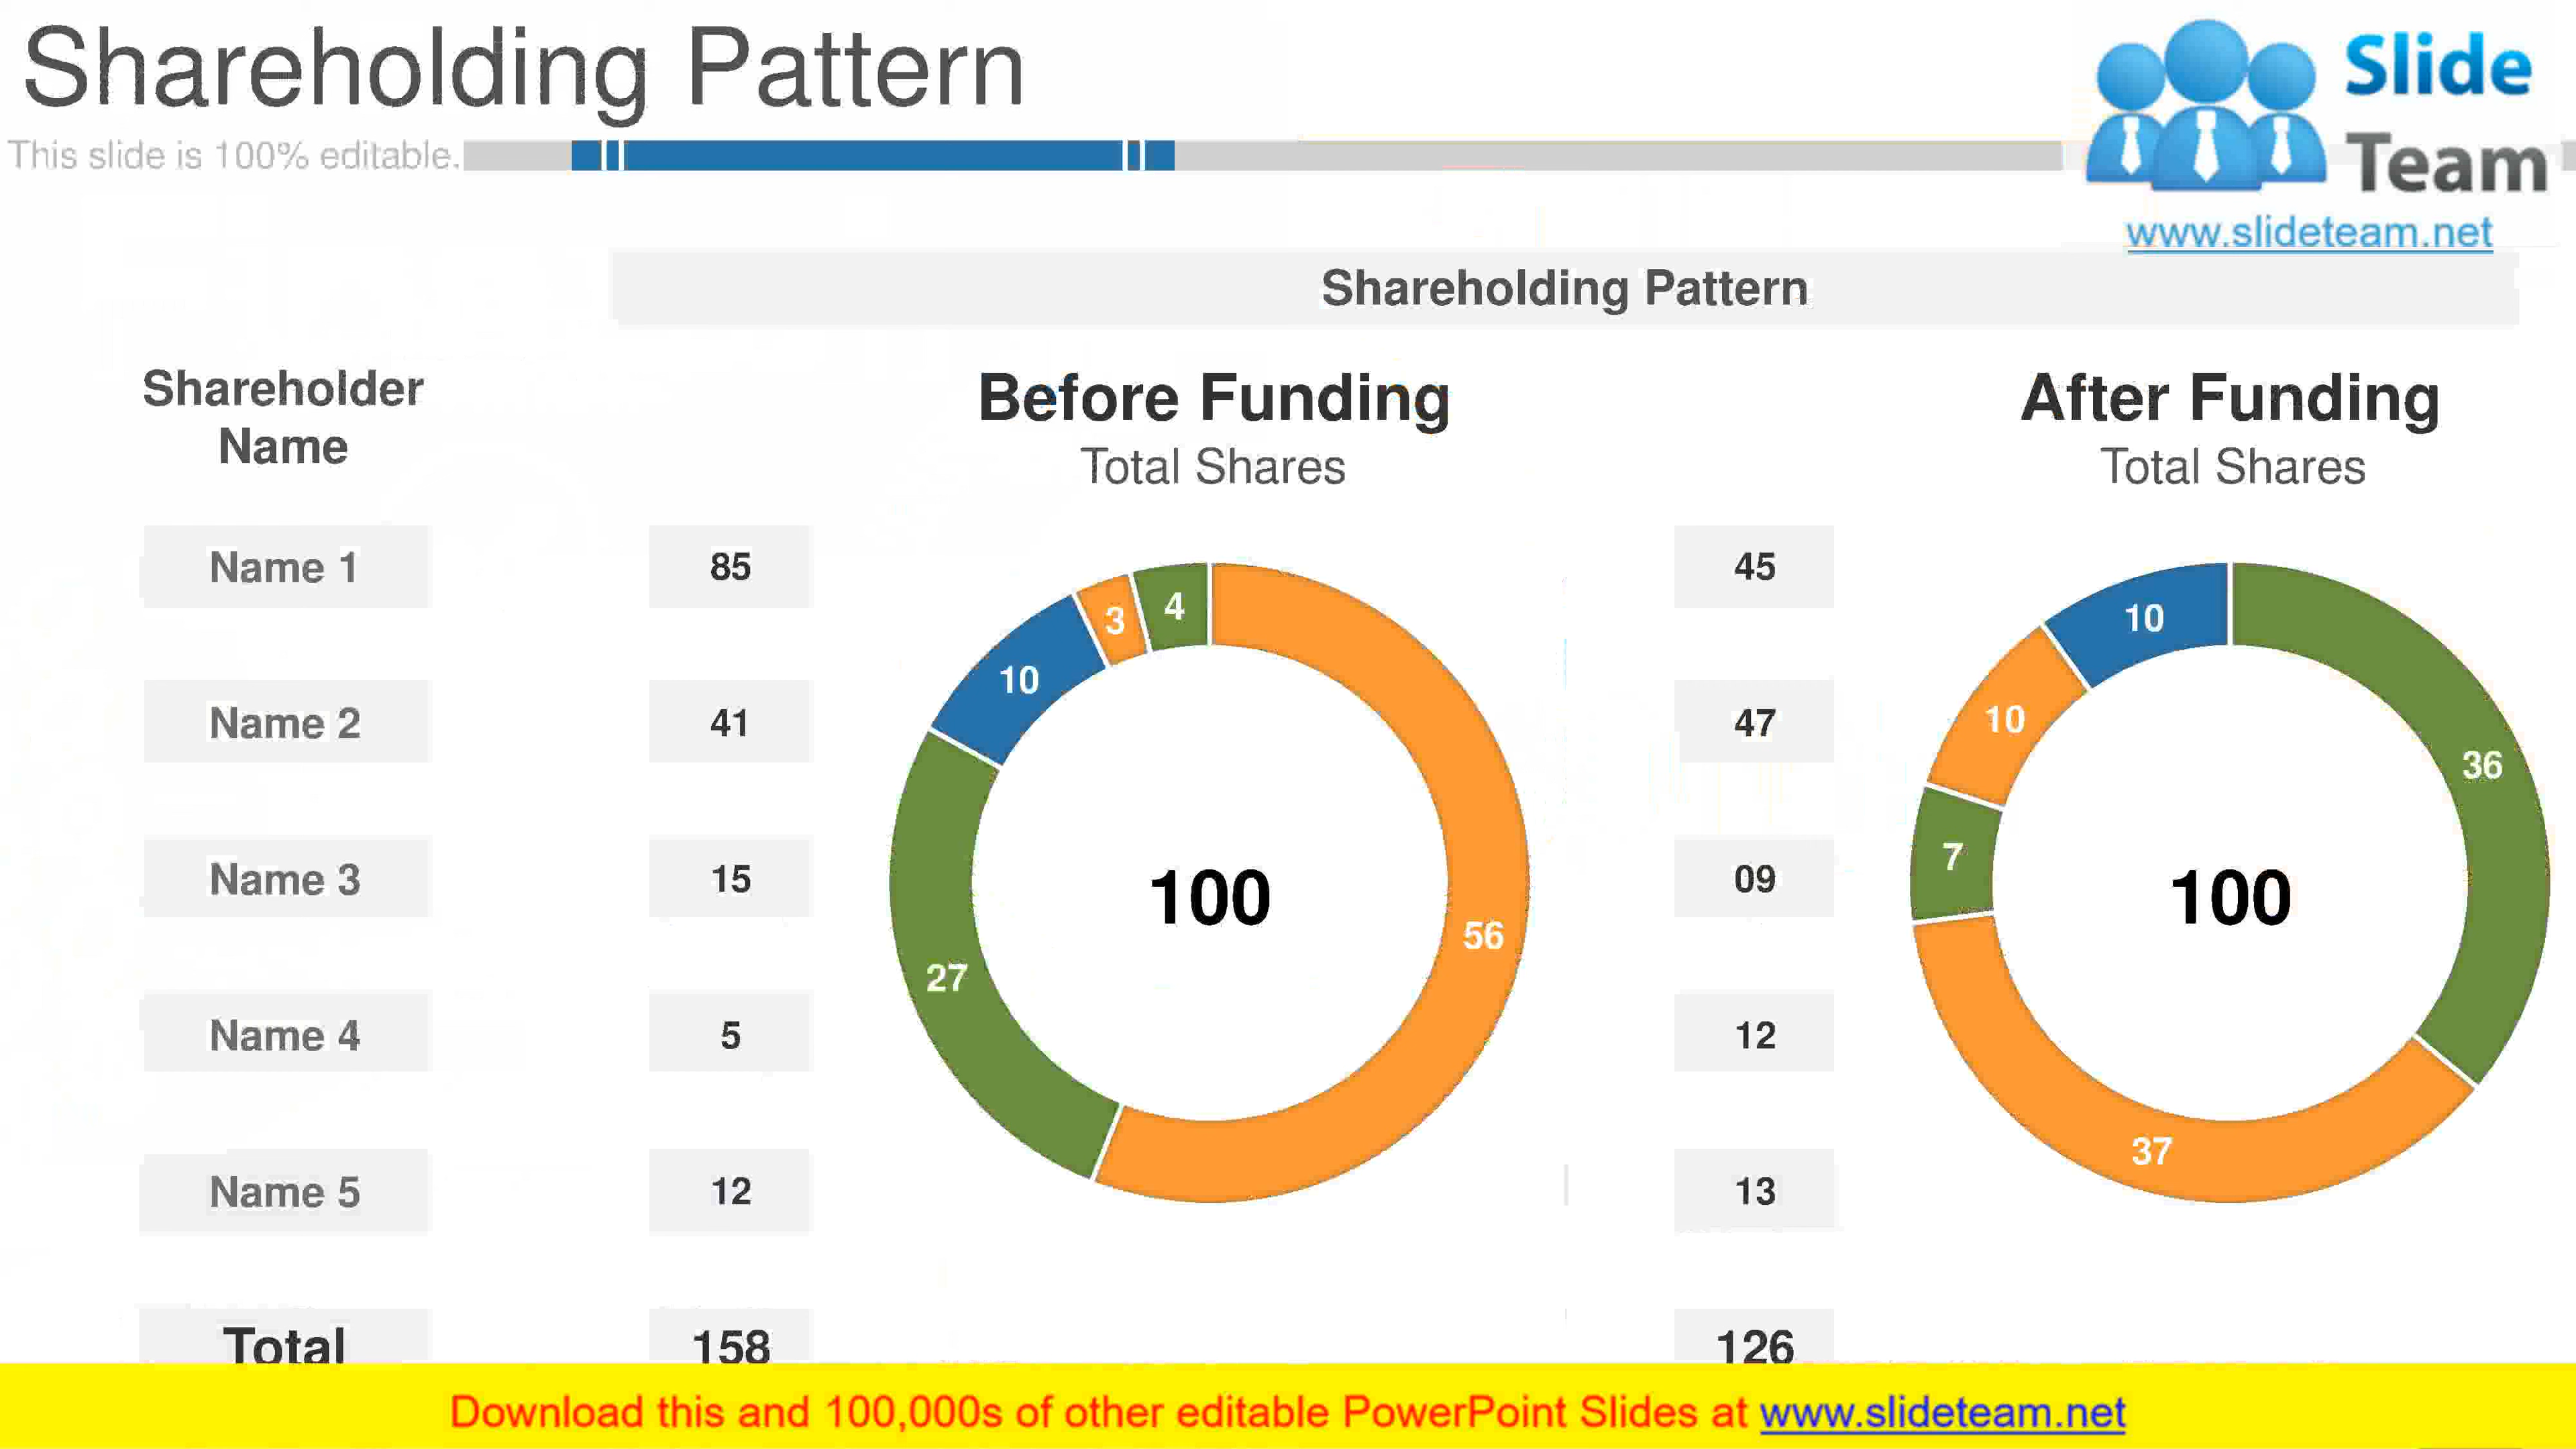 Shareholding Pattern
This slide is 100% editable.
Slide
Team
www.slideteam.net
Shareholding Pattern
Shareholder
Name
Before Funding
Total Shares
After Funding
Total Shares
Name 1
85
45
Name 2
41
47
Name 3
15
09
Name 4
5
12
Name 5
12
13
Total
158
126
56
27
10
3
4
100
36
37
7
10
10
100
Download this and 100,000s of other editable PowerPoint Slides at www.slideteam.net